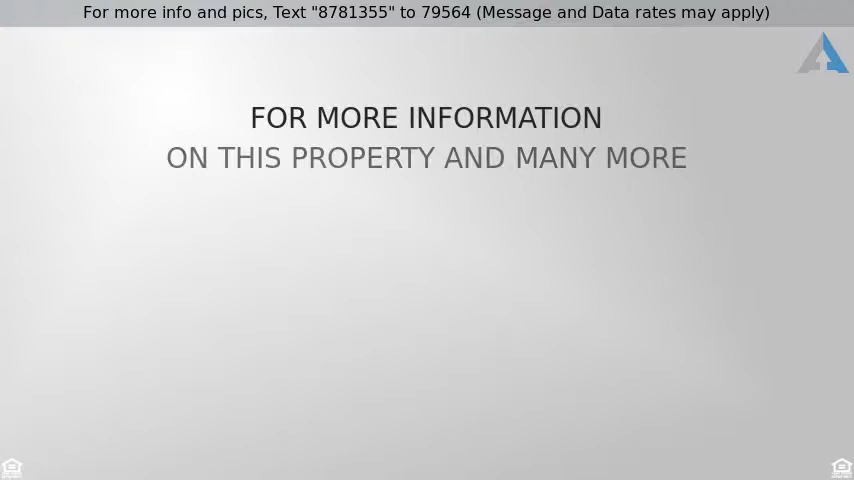 For more info and pics, Text "8781355" to 79564 (Message and Data rates may apply)
FOR MORE INFORMATION
ON THIS PROPERTY AND MANY MORE